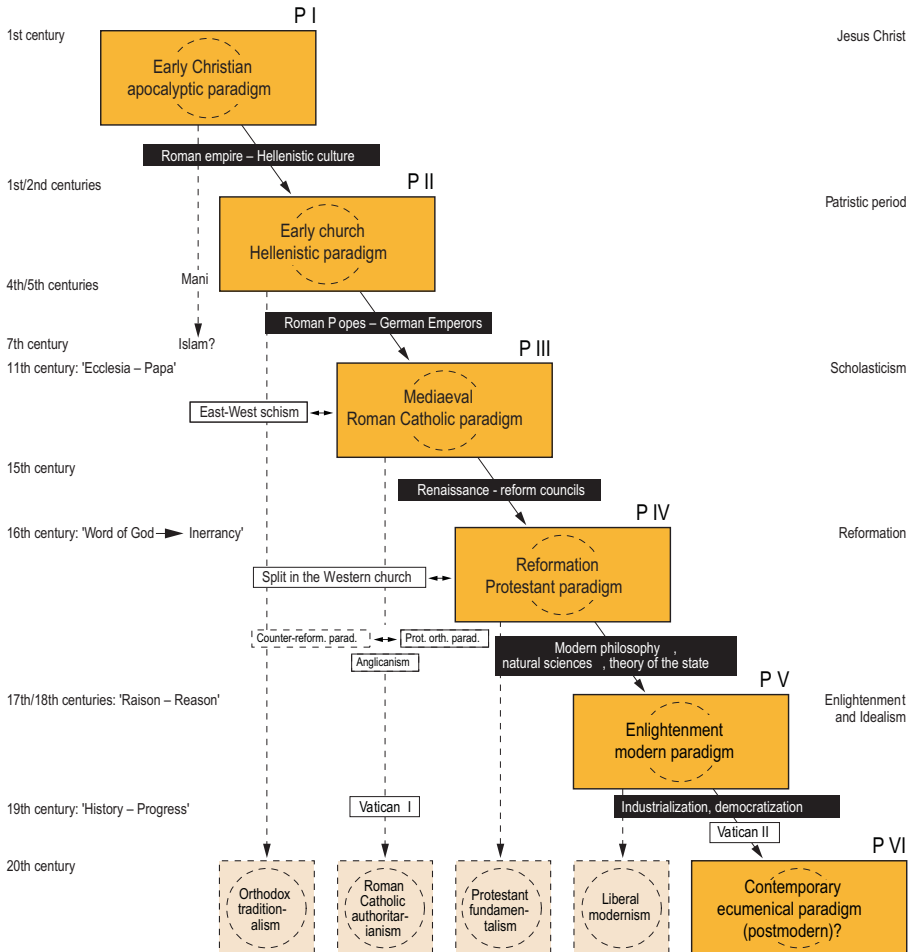 P I
1st century
Jesus Christ
Early Christian
apocalyptic paradigm
Roman empire – Hellenistic culture
1st/2nd centuries
P II
Patristic period
Early church
Hellenistic paradigm
Mani
4th/5th centuries
Roman Popes – German Emperors
7th century
Islam?
P III
11th century: 'Ecclesia – Papa'
Scholasticism
Mediaeval
Roman Catholic paradigm
East-West schism
15th century
Renaissance - reform councils
P IV
16th century: 'Word of God → Inerrancy'
Reformation
Reformation
Protestant paradigm
Split in the Western church
Counter-reform. parad.
Prot. orth. parad.
Anglicanism
Modern philosophy ,
natural sciences , theory of the state
P V
17th/18th centuries: 'Raison – Reason'
Enlightenment
and Idealism
Enlightenment
modern paradigm
19th century: 'History – Progress'
Vatican I
Industrialization, democratization
Vatican II
P VI
20th century
Orthodox
tradition-
alism
Roman
Catholic
authoritar-
ianism
Protestant
fundamen-
talism
Liberal
modernism
Contemporary
ecumenical paradigm
(postmodern)?